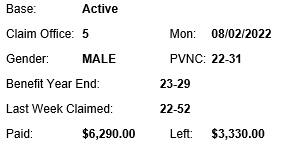 Base: Active
Claim Office: 5 Mon: 08/02/2022
Gender: MALE PVNC: 22-31
Benefit Year End: 23-29
Last Week Claimed: 22-52
Paid: $6,290.00 Left: $3,330.00